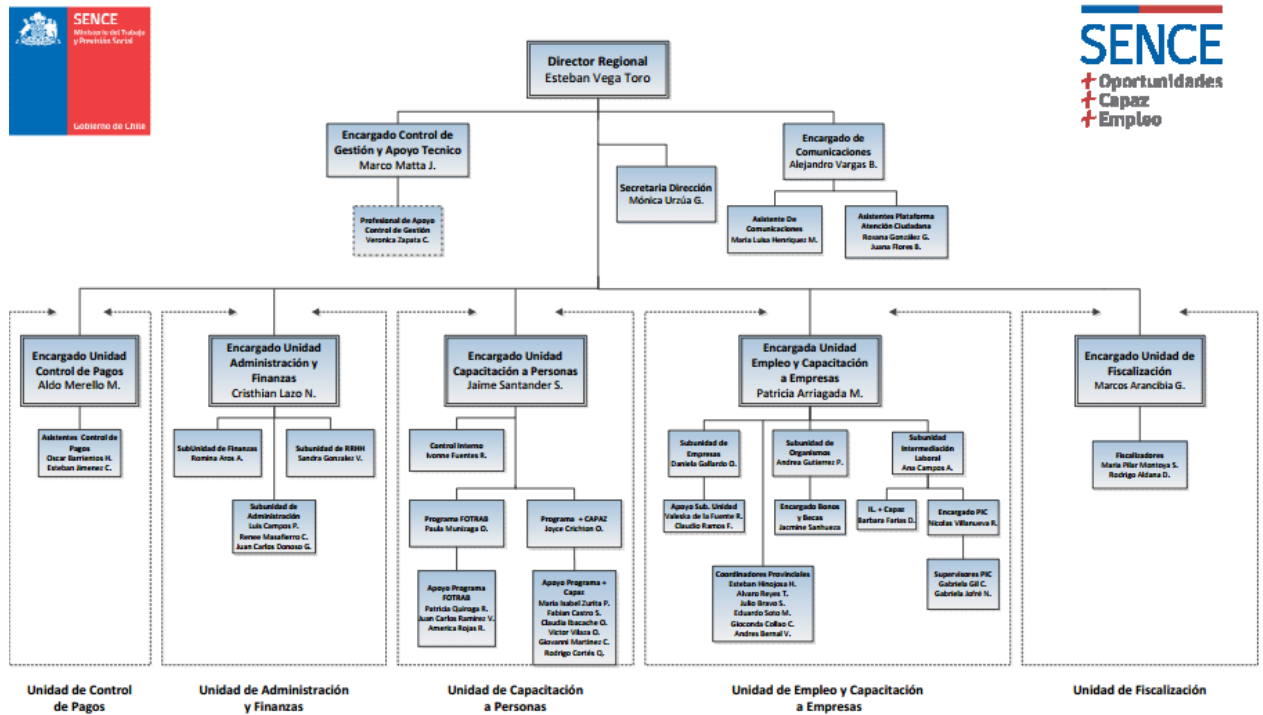 SENCE
Ministerio del Trabajo
y Previsión Social
Gobierno de Chile
SENCE
+Oportunidades
+Capaz
+Empleo
Director Regional
Esteban Vega Toro
Encargado Control de
Gestión y Apoyo Tecnico
Marco Matta J.
Encargado de
Comunicaciones
Alejandro Vargas B.
Secretaria Dirección
Mónica Urzúa G.
Profesional de Apoyo
Control de Gestión
Veronica Zapata C.
Asistente De
Comunicaciones
Maria Luisa Henriquez M.
Asistentes Plataforma
Atención Ciudadana
Roxana González G.
Juana Flores B.
Encargado Unidad
Control de Pagos
Aldo Merello M.
Asistentes Control de
Pagos
Oscar Barrientos H.
Esteban Jimenez C.
Encargado Unidad
Administración y
Finanzas
Cristhian Lazo N.
SubUnidad de Finanzas
Romina Aros A.
Subunidad de RRHH
Sandra Gonzalez V.
Subunidad de
Administración
Luis Campos P.
Renee Masafierro C.
Juan Carlos Donoso G.
Encargado Unidad
Capacitación a Personas
Jaime Santander S.
Control Interno
Ivonne Fuentes R.
Programa FOTRAB
Paula Munizaga O.
Programa + CAPAZ
Joyce Crichton O.
Apoyo Programa
FOTRAB
Patricia Quiroga R.
Juan Carlos Ramirez V.
America Rojas R.
Apoyo Programa +
Capaz
Maria Isabel Zurita P.
Fabian Castro S.
Claudia Ibacache O.
Victor Vilaza O.
Giovanni Martinez C.
Rodrigo Cortés Q.
Encargada Unidad
Empleo y Capacitación
a Empresas
Patricia Arriagada M.
Subunidad de
Empresas
Daniela Gallardo O.
Subunidad de
Organismos
Andrea Gutierrez P.
Subunidad
Intermediación
Laboral
Ana Campos A.
Apoyo Sub. Unidad
Valeska de la Fuente R.
Claudio Ramos F.
Encargado Bonos
y Becas
Jacmine Sanhueza
IL. + Capaz
Barbara Farias D.
Encargado PIC
Nicolas Villanueva R.
Coordinadores Provinciales
Esteban Hinojosa H.
Alvaro Reyes T.
Julio Bravo S.
Eduardo Soto M.
Gioconda Collao C.
Andres Bernal V.
Supervisores PIC
Gabriela Gil C.
Gabriela Jofré N.
Encargado Unidad de
Fiscalización
Marcos Arancibia G.
Fiscalizadores
Maria Pilar Montoya S.
Rodrigo Aldana D.
Unidad de Control
de Pagos
Unidad de Administración
y Finanzas
Unidad de Capacitación
a Personas
Unidad de Empleo y Capacitación
a Empresas
Unidad de Fiscalización